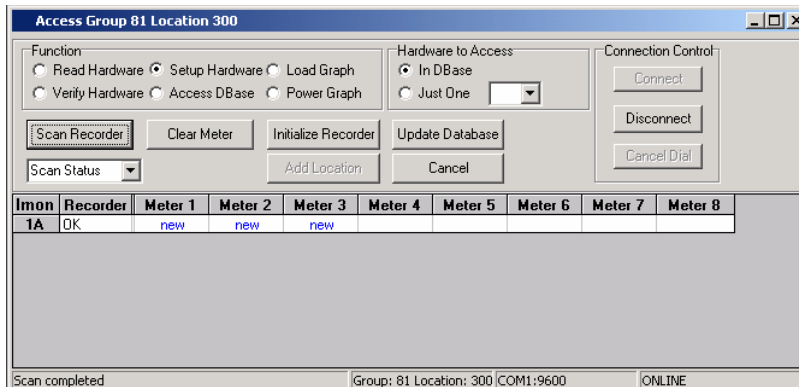 Access Group 81 Location 300
Function
Read Hardware Setup Hardware Load Graph
Verify Hardware Access DBase Power Graph
Hardware to Access
In DBase
Just One
Connection Control
Connect
Disconnect
Cancel Dial
Scan Recorder Clear Meter Initialize Recorder Update Database
Scan Status Add Location Cancel
Imon Recorder Meter 1 Meter 2 Meter 3 Meter 4 Meter 5 Meter 6 Meter 7 Meter 8
1A OK new new new
Scan completed Group: 81 Location: 300 COM1:9600 ONLINE